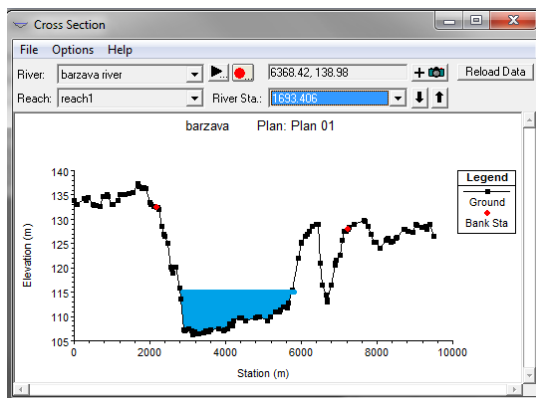 Cross Section
File Options Help
River: barzava river 6368.42, 138.98 Reload Data
Reach: reach1 River Sta.: 1693.406
barzava Plan: Plan 01
Legend
Ground
Bank Sta
Elevation (m)
140
135
130
125
120
115
110
105
0 2000 4000 6000 8000 10000
Station (m)